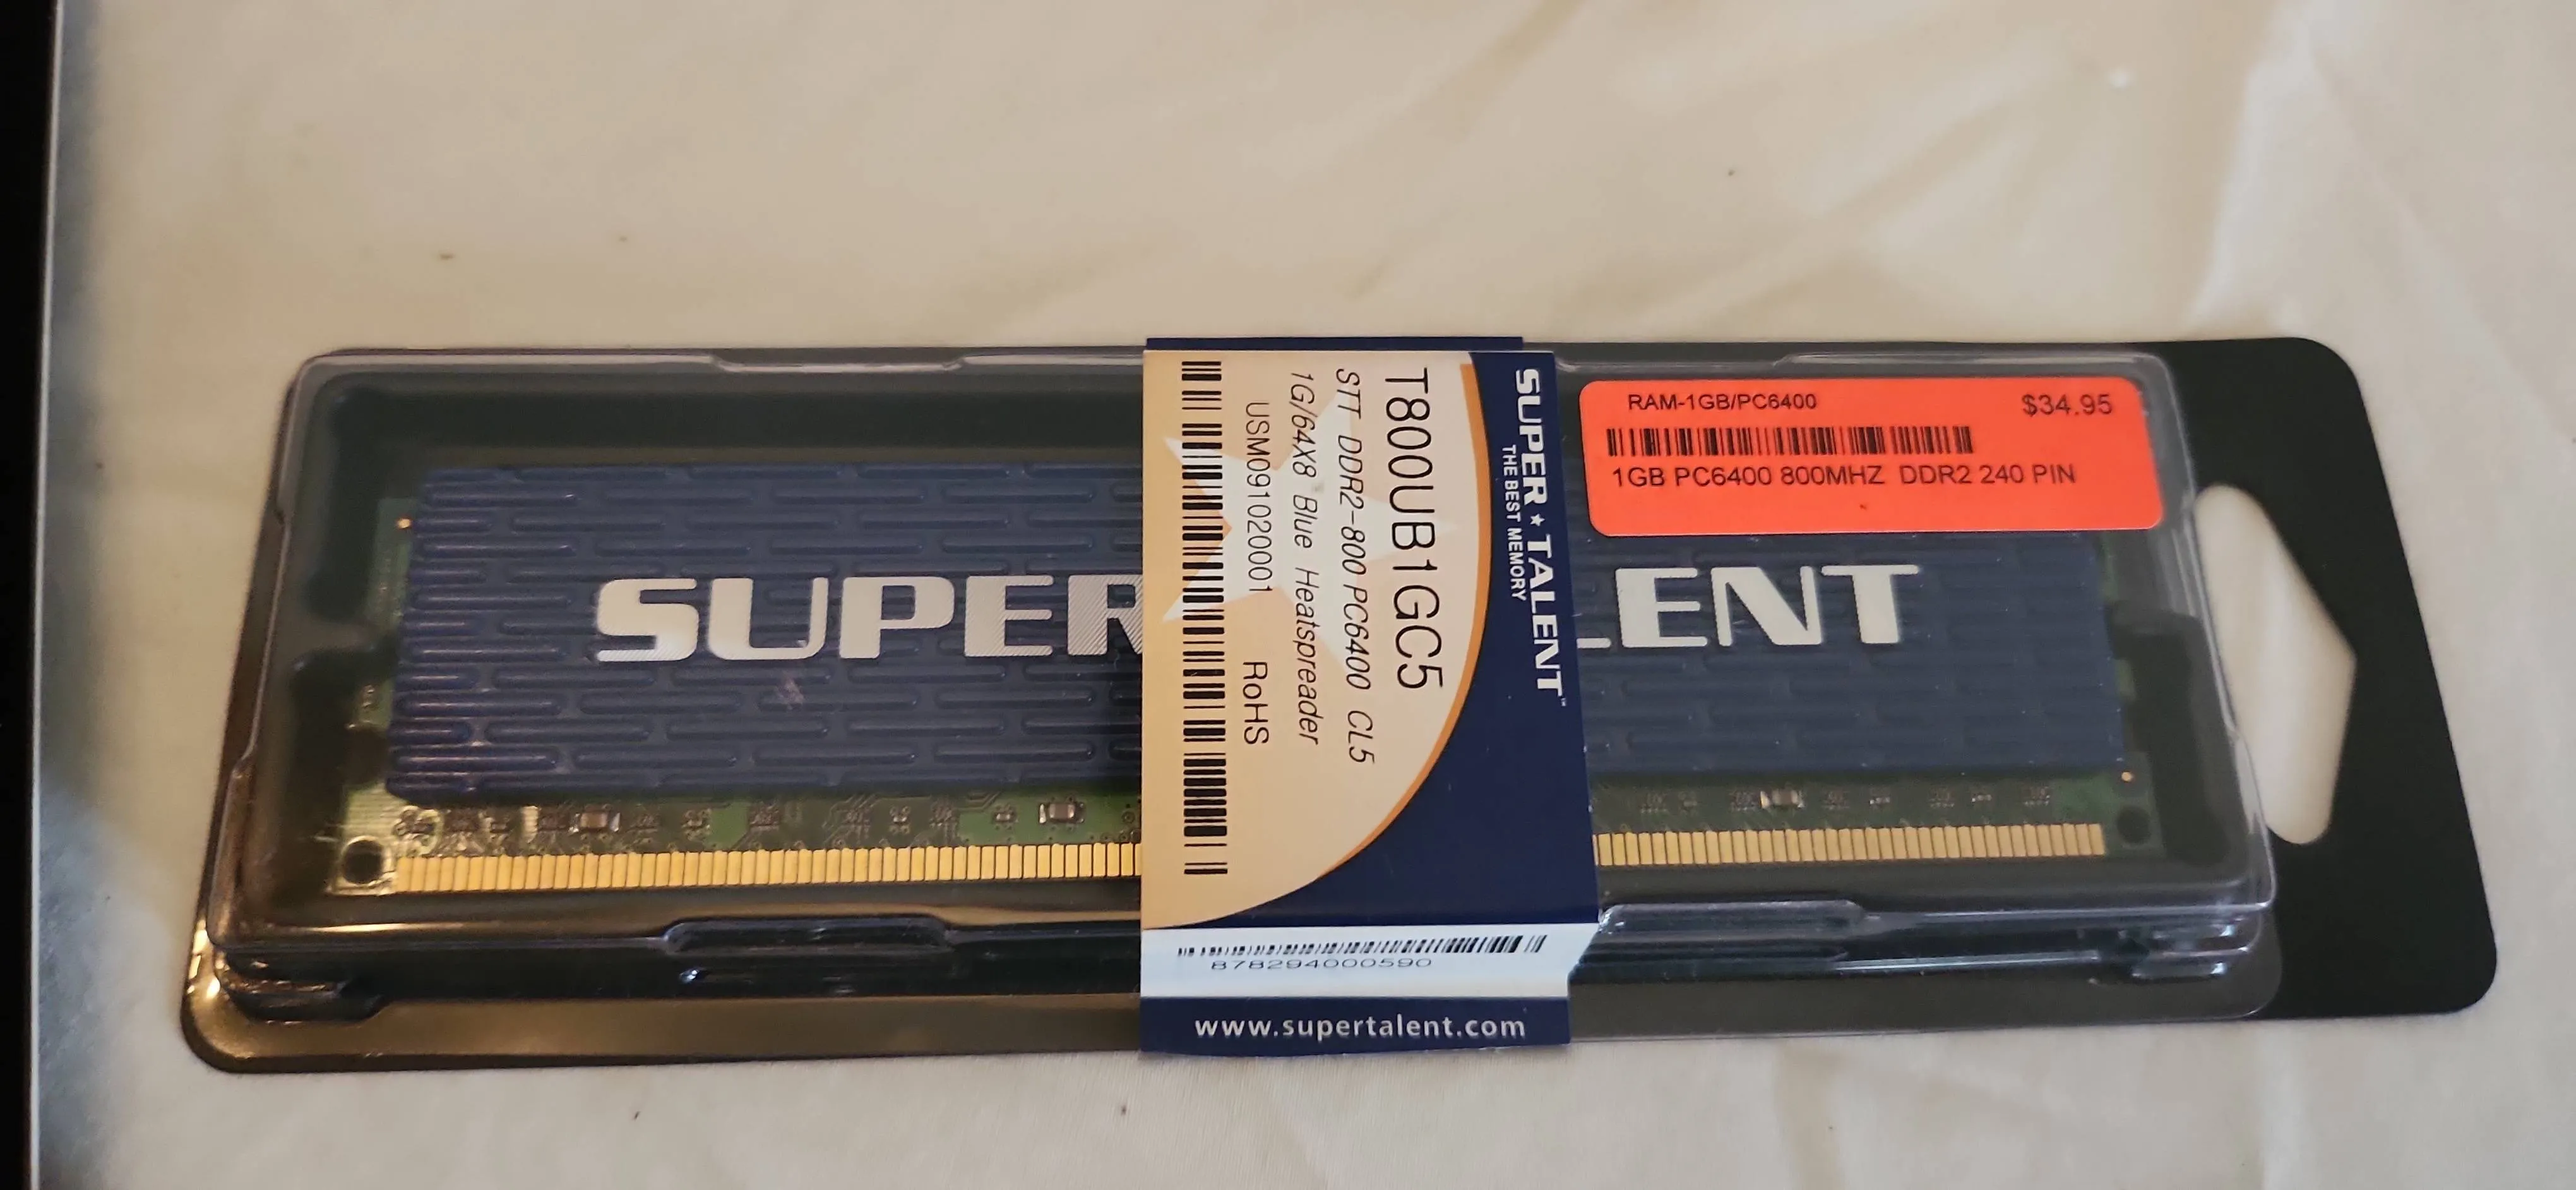 SUPER
LENT
T800UB1GC5
STT DDR2-800 PC6400 CL5
1G/64X8 Blue Heatspreader
USM091020001 RoHS
SUPER★TALENT™
THE BEST MEMORY
RAM-1GB/PC6400 $34.95
1GB PC6400 800MHZ DDR2 240 PIN
878294000590
www.supertalent.com